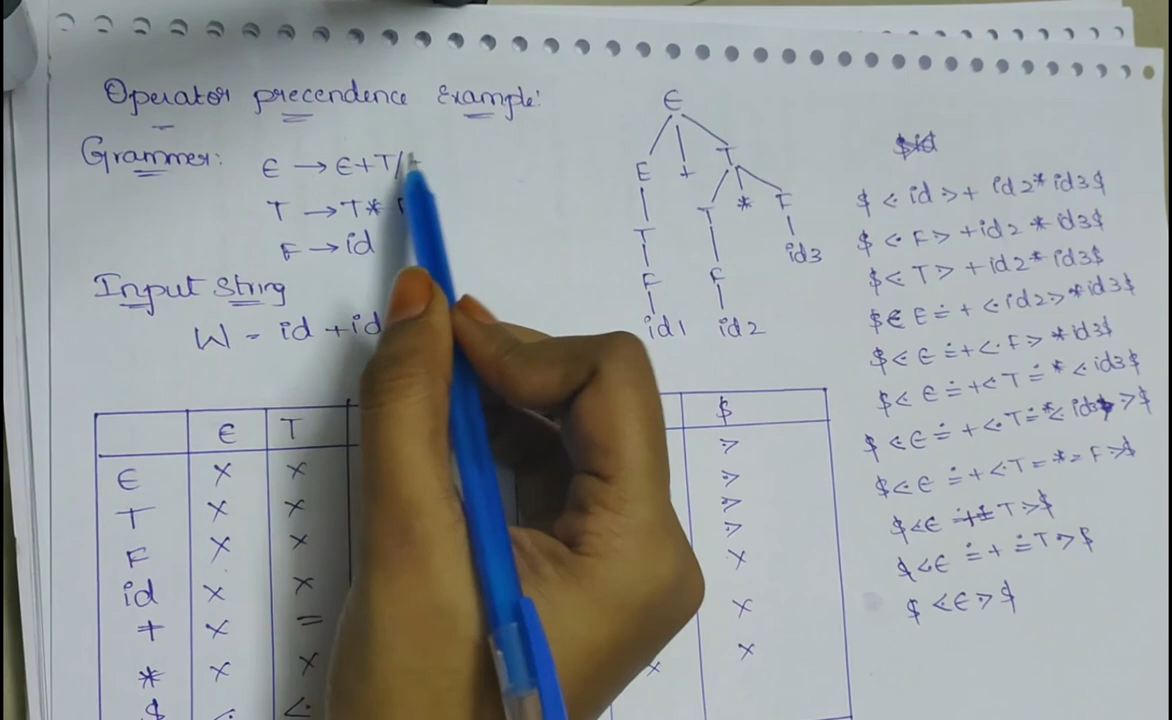 Operator precendence Example:
Grammer: E → E+T/
T → T*
F → id
Input String
W = id + id
E
E + T
T T * F
F F id3
id1 id2
E T $
E × × ⋗
T × × ⋗
F × × ⋗
id × × ⋗
+ × = ×
* × × ×
$ ⋖ ⋖ ×
×
$ ⋖ id ⋗ + id2 * id3 $
$ ⋖ F ⋗ + id2 * id3 $
$ ⋖ T ⋗ + id2 * id3 $
$ ⋖ E ≐ + ⋖ id2 ⋗ * id3 $
$ ⋖ E ≐ + ⋖ F ⋗ * id3 $
$ ⋖ E ≐ + ⋖ T ≐ * ⋖ id3 $
$ ⋖ E ≐ + ⋖ T ≐ * ⋖ id3 ⋗ $
$ ⋖ E ≐ + ⋖ T = * = F ⋗ $
$ ⋖ E T ⋗ $
$ ⋖ E ≐ + ≐ T ⋗ $
$ ⋖ E ⋗ $